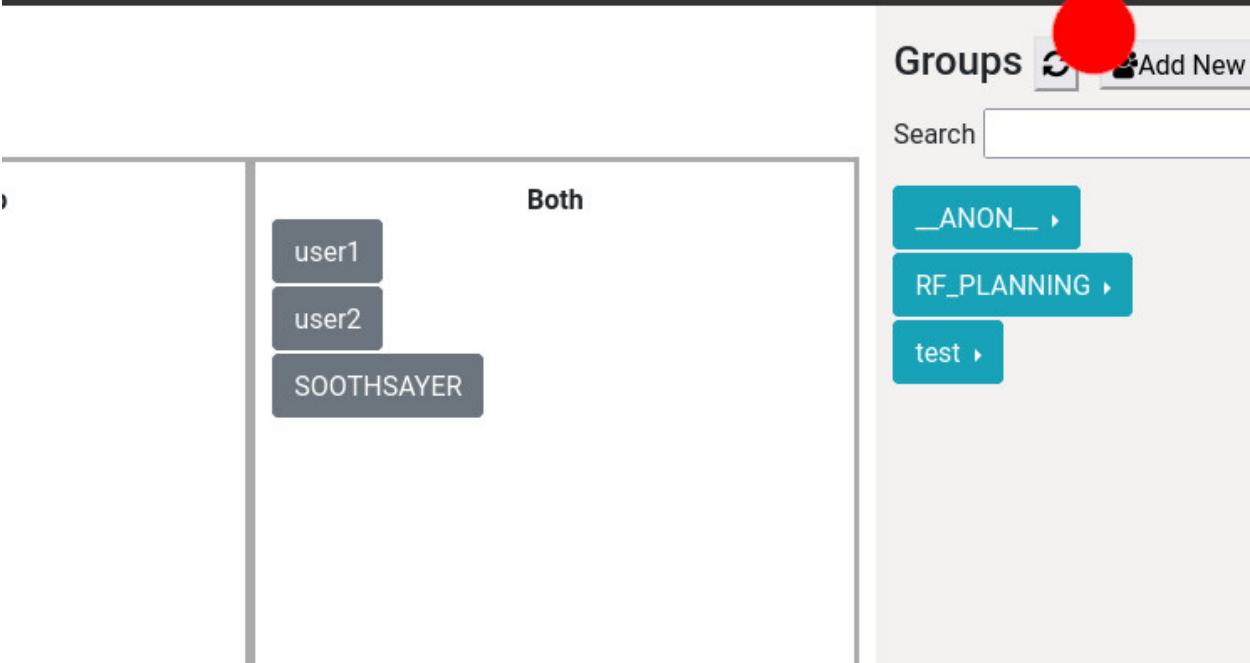 Groups
Add New
Search
Both
user1
user2
SOOTHSAYER
__ANON__
RF_PLANNING
test